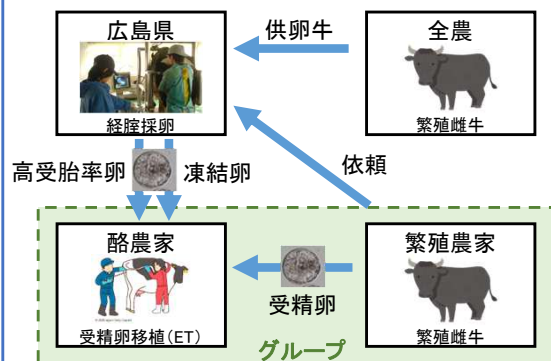 広島県
供卵牛
全農
経腟採卵
繁殖雌牛
高受胎率卵
凍結卵
依頼
酪農家
繁殖農家
受精卵
受精卵移植(ET)
繁殖雌牛
グループ